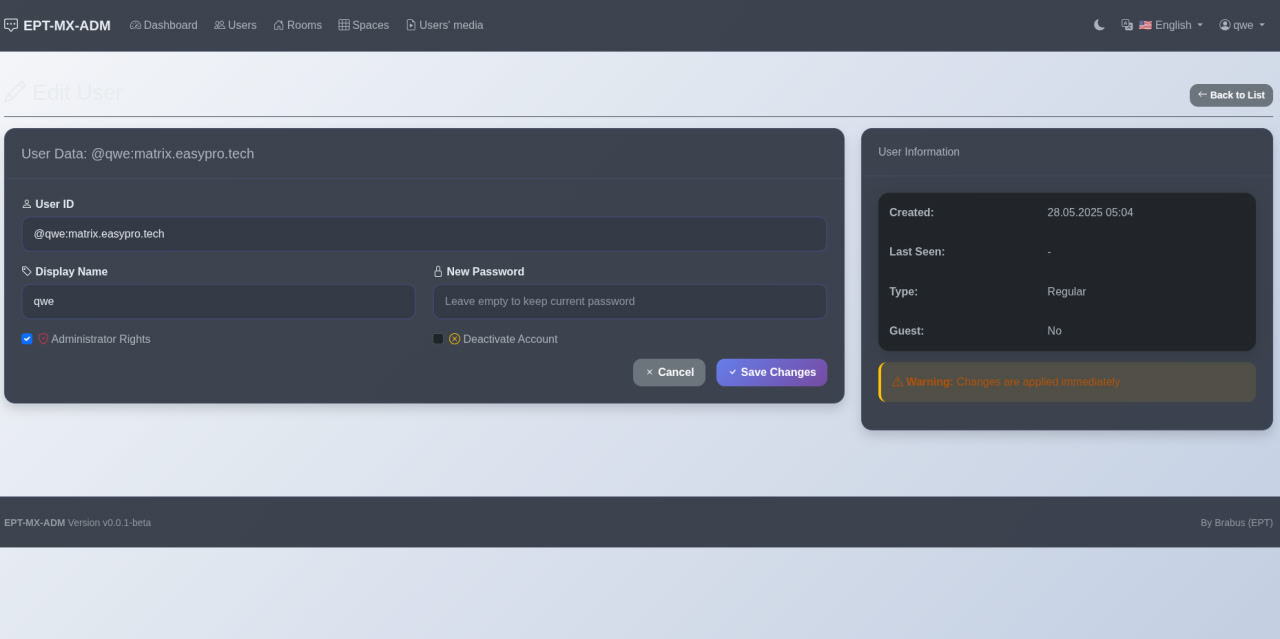 EPT-MX-ADM Dashboard Users Rooms Spaces Users' media English qwe
Edit User
Back to List
User Data: @qwe:matrix.easypro.tech
User ID
@qwe:matrix.easypro.tech
Display Name
qwe
New Password
Leave empty to keep current password
Administrator Rights
Deactivate Account
Cancel
Save Changes
User Information
Created: 28.05.2025 05:04
Last Seen: -
Type: Regular
Guest: No
Warning: Changes are applied immediately
EPT-MX-ADM Version v0.0.1-beta
By Brabus (EPT)